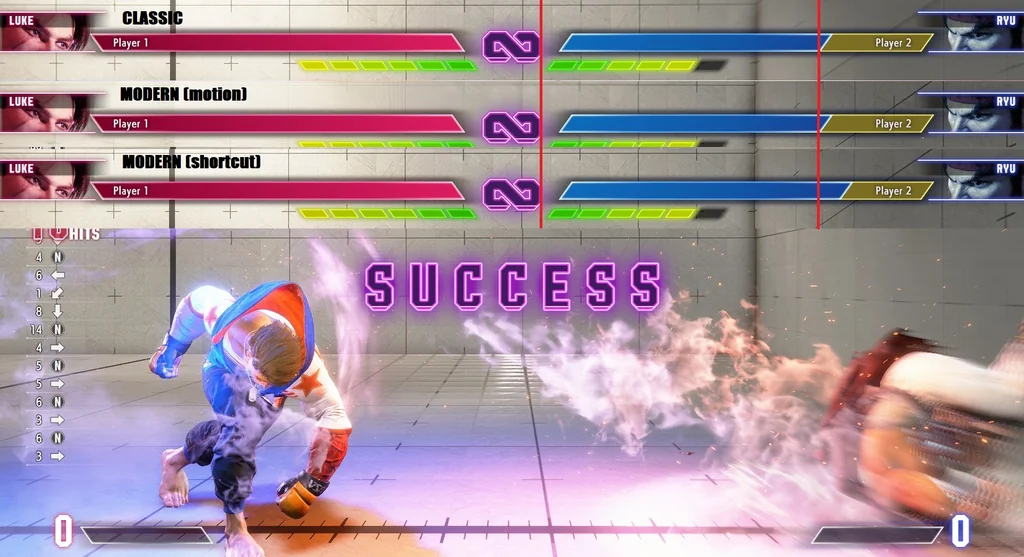 LUKE CLASSIC RYU
Player 1 ∞ Player 2
LUKE MODERN (motion) RYU
Player 1 ∞ Player 2
LUKE MODERN (shortcut) RYU
Player 1 ∞ Player 2
HITS
4 N
6 ←
SUCCESS
1 ↙
8 ↓
14 N
4 →
5 N
5 →
6 N
3 →
6 N
3 →
0 0